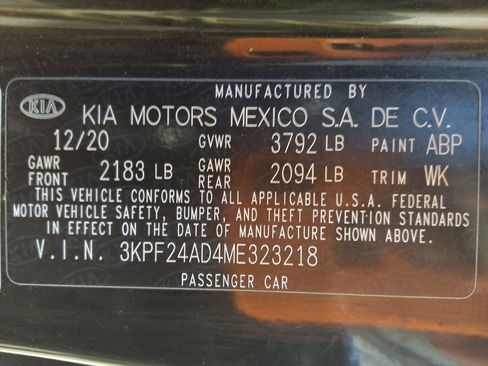 MANUFACTURED BY
KIA KIA MOTORS MEXICO S.A. DE C.V.
12/20 GVWR 3792 LB PAINT ABP
GAWR FRONT 2183 LB GAWR REAR 2094 LB TRIM WK
THIS VEHICLE CONFORMS TO ALL APPLICABLE U.S.A. FEDERAL
MOTOR VEHICLE SAFETY, BUMPER, AND THEFT PREVENTION STANDARDS
IN EFFECT ON THE DATE OF MANUFACTURE SHOWN ABOVE.
V.I.N. 3KPF24AD4ME323218
PASSENGER CAR